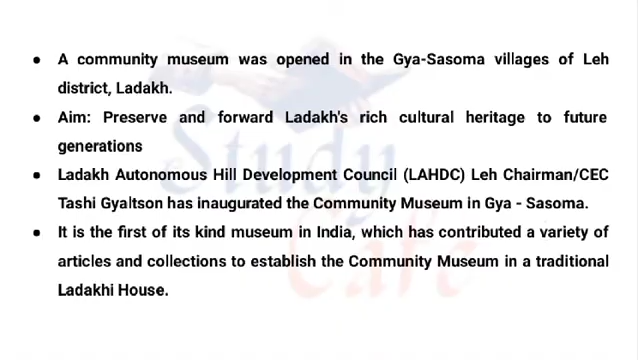 ● A community museum was opened in the Gya-Sasoma villages of Leh
district, Ladakh.
● Aim: Preserve and forward Ladakh's rich cultural heritage to future
generations
● Ladakh Autonomous Hill Development Council (LAHDC) Leh Chairman/CEC
Tashi Gyaltson has inaugurated the Community Museum in Gya - Sasoma.
● It is the first of its kind museum in India, which has contributed a variety of
articles and collections to establish the Community Museum in a traditional
Ladakhi House.
Study
Cafe